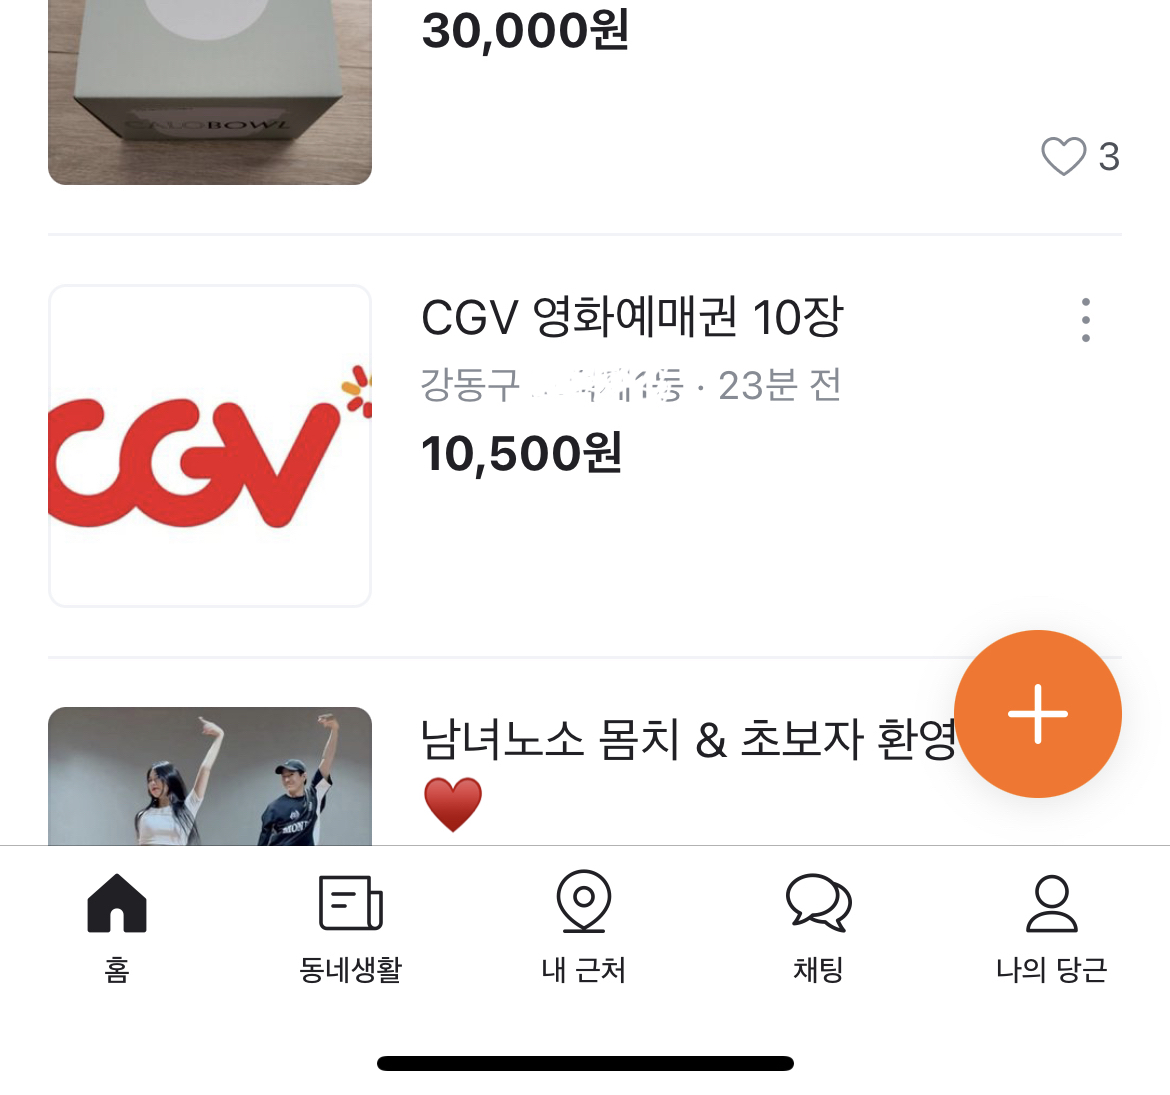 30,000원
CALOBOWL
3
CGV
CGV 영화예매권 10장
강동구 · 23분 전
10,500원
남녀노소 몸치 & 초보자 환영
홈
동네생활
내 근처
채팅
나의 당근